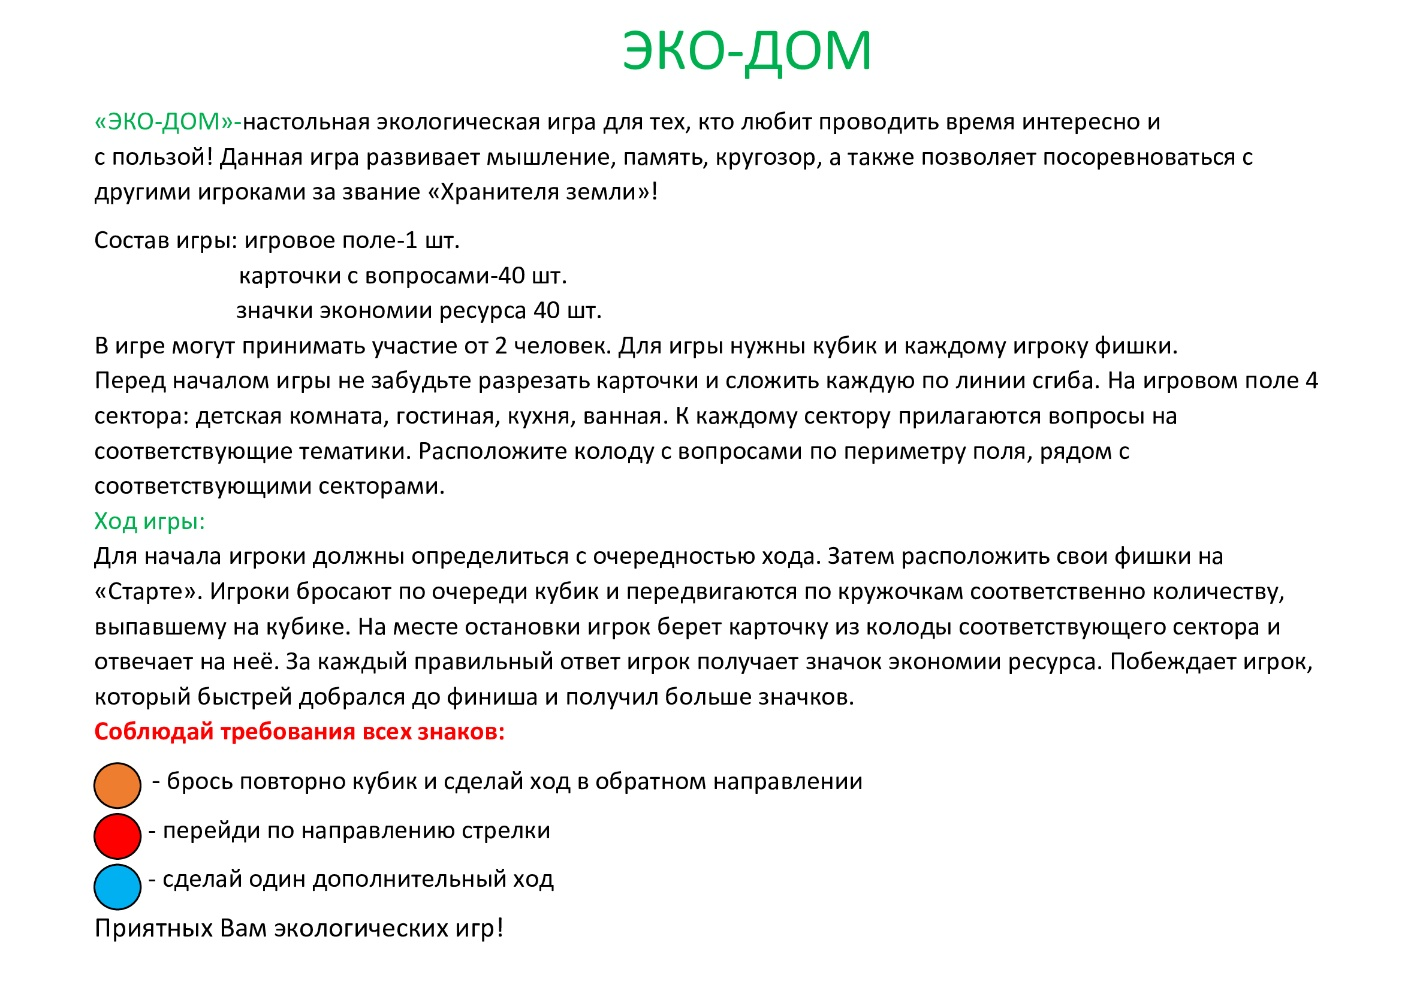 ЭКО-ДОМ
«ЭКО-ДОМ»-настольная экологическая игра для тех, кто любит проводить время интересно и
с пользой! Данная игра развивает мышление, память, кругозор, а также позволяет посоревноваться с
другими игроками за звание «Хранителя земли»!
Состав игры: игровое поле-1 шт.
карточки с вопросами-40 шт.
значки экономии ресурса 40 шт.
В игре могут принимать участие от 2 человек. Для игры нужны кубик и каждому игроку фишки.
Перед началом игры не забудьте разрезать карточки и сложить каждую по линии сгиба. На игровом поле 4
сектора: детская комната, гостиная, кухня, ванная. К каждому сектору прилагаются вопросы на
соответствующие тематики. Расположите колоду с вопросами по периметру поля, рядом с
соответствующими секторами.
Ход игры:
Для начала игроки должны определиться с очередностью хода. Затем расположить свои фишки на
«Старте». Игроки бросают по очереди кубик и передвигаются по кружочкам соответственно количеству,
выпавшему на кубике. На месте остановки игрок берет карточку из колоды соответствующего сектора и
отвечает на неё. За каждый правильный ответ игрок получает значок экономии ресурса. Побеждает игрок,
который быстрей добрался до финиша и получил больше значков.
Соблюдай требования всех знаков:
- брось повторно кубик и сделай ход в обратном направлении
- перейди по направлению стрелки
- сделай один дополнительный ход
Приятных Вам экологических игр!